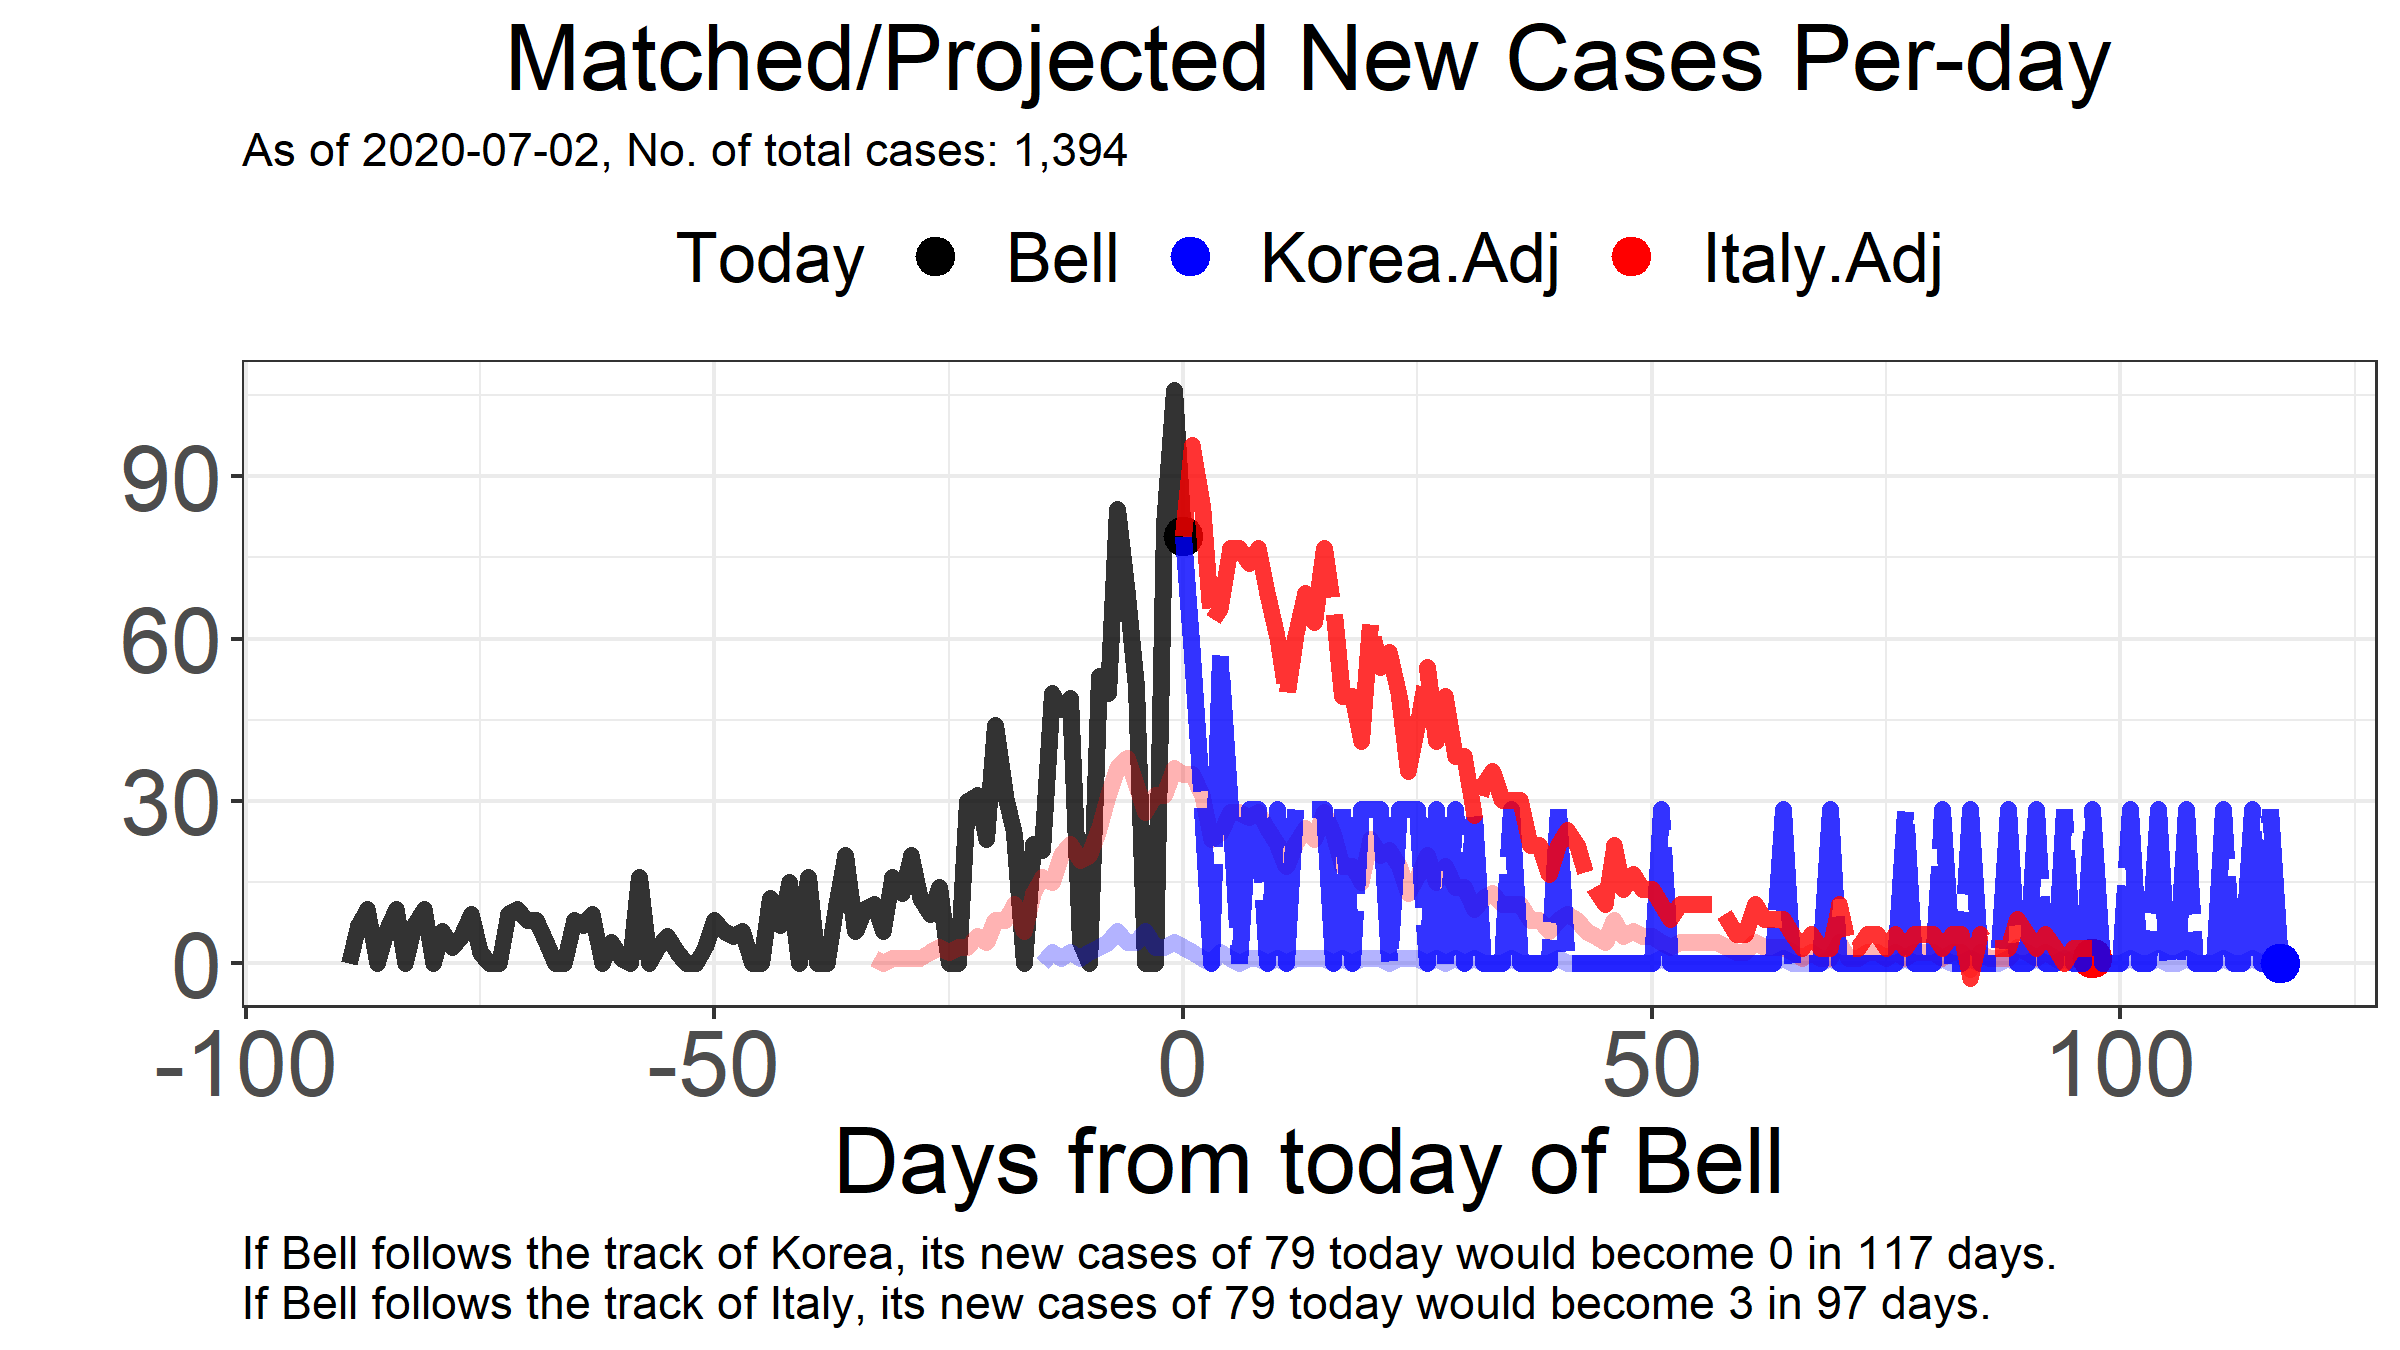 Matched/Projected New Cases Per-day
As of 2020-07-02, No. of total cases: 1,394
Today Bell Korea.Adj Italy.Adj
90
60
30
0
-100 -50 0 50 100
Days from today of Bell
If Bell follows the track of Korea, its new cases of 79 today would become 0 in 117 days.
If Bell follows the track of Italy, its new cases of 79 today would become 3 in 97 days.